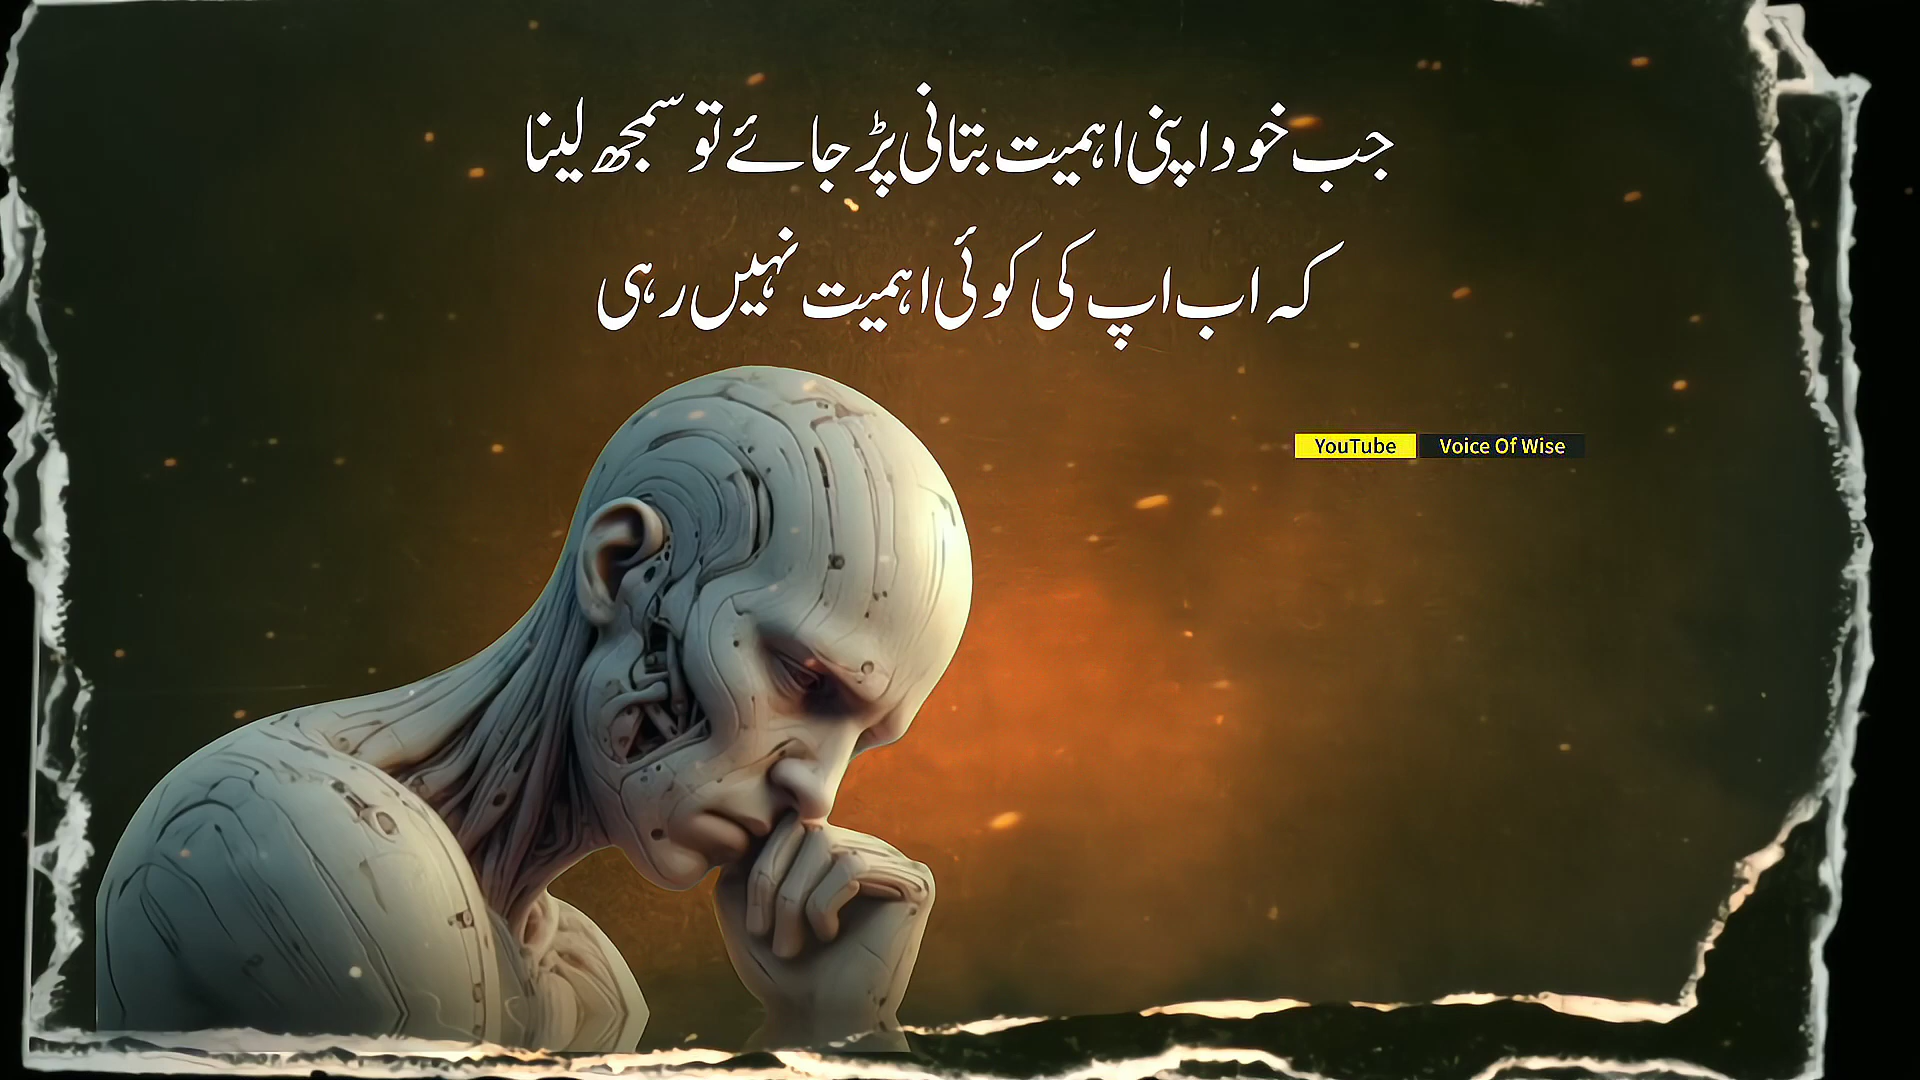 جب خود اپنی اہمیت بتانی پڑ جائے تو سمجھ لینا
کہ اب اپ کی کوئی اہمیت نہیں رہی
YouTube Voice Of Wise